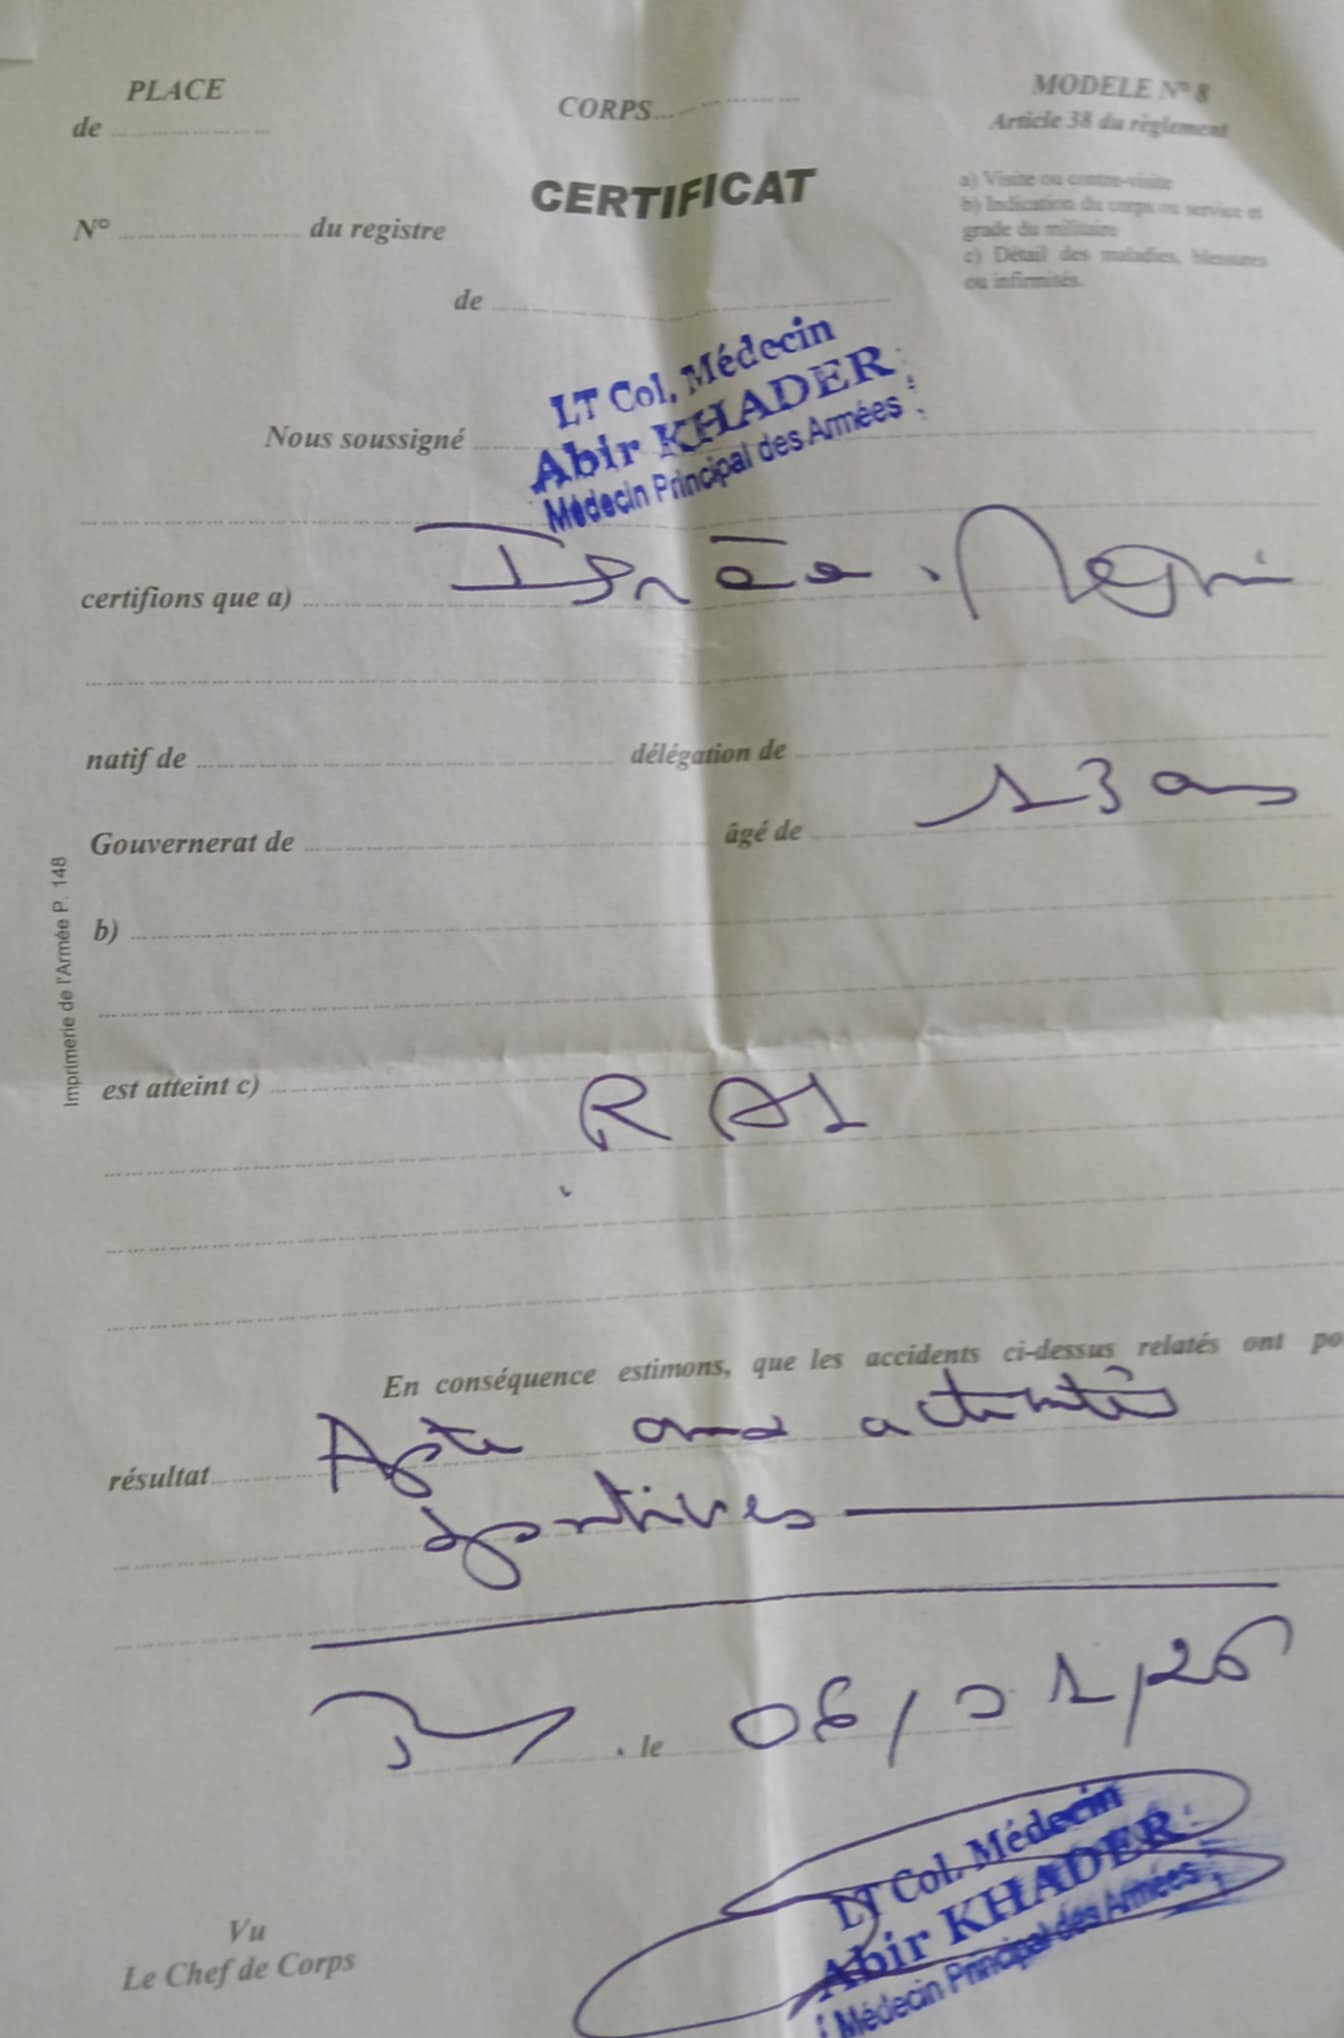 PLACE
de
CORPS
MODELE N° 8
Article 38 du règlement
CERTIFICAT
a) Visite ou contre-visite
b) Indication du corps ou service et
grade du militaire
c) Détail des maladies, blessures
ou infirmités.
N° du registre
de
LT Col. Médecin
Abir KHADER
Médecin Principal des Armées
Nous soussigné
certifions que a)
natif de délégation de
Gouvernerat de âgé de 13 ans
b)
est atteint c)
RAS
En conséquence estimons, que les accidents ci-dessus relatés ont po
résultat Apte aux activités
sportives
le 06/01/26
LT Col. Médecin
Abir KHADER
Médecin Principal des Armées
Vu
Le Chef de Corps
Imprimerie de l'Armée P. 148